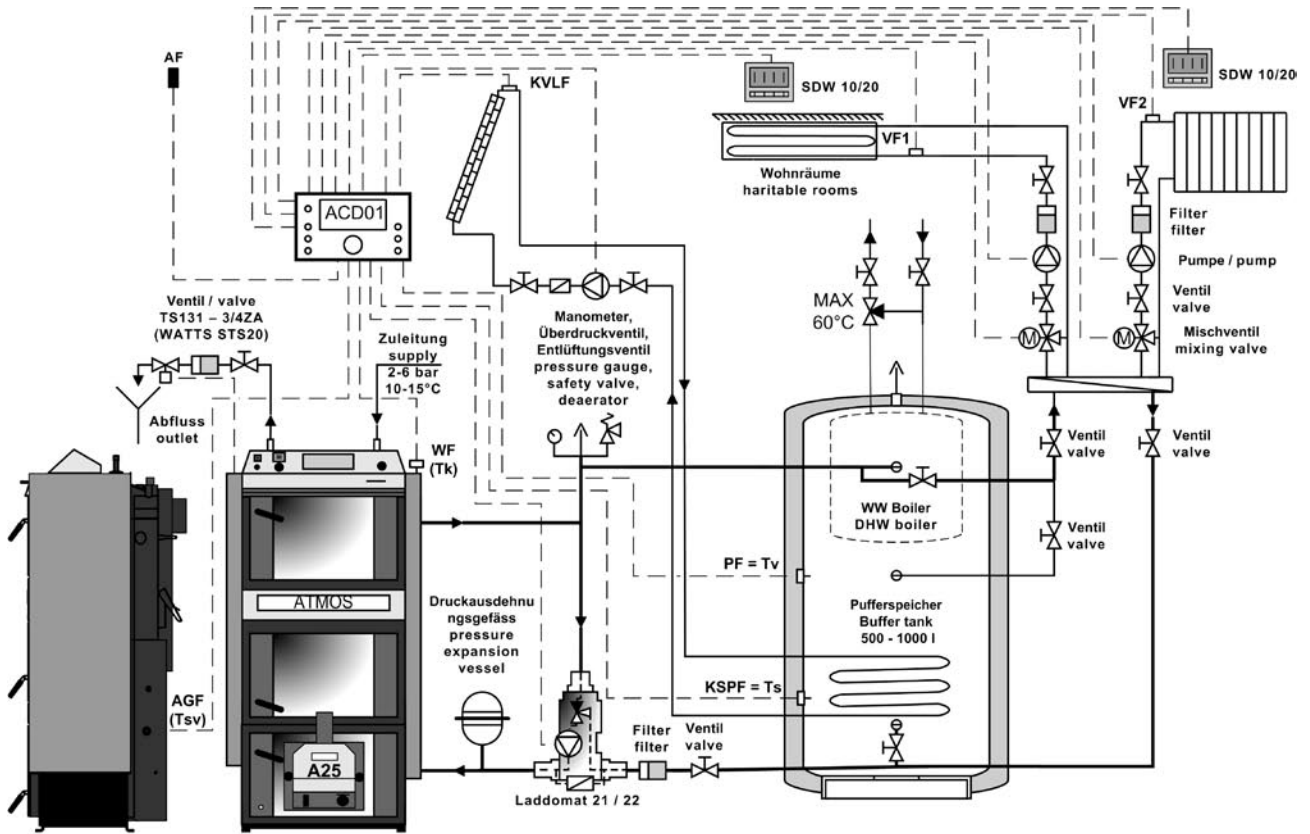 AF
KVLF
SDW 10/20
SDW 10/20
VF2
VF1
Wohnräume
haritable rooms
ACD01
Filter
filter
Pumpe / pump
Ventil
valve
Mischventil
mixing valve
M
M
MAX
60°C
Ventil / valve
TS131 – 3/4ZA
(WATTS STS20)
Zuleitung
supply
2-6 bar
10-15°C
Manometer,
Überdruckventil,
Entlüftungsventil
pressure gauge,
safety valve,
deaerator
Abfluss
outlet
WF
(Tk)
Ventil
valve
Ventil
valve
WW Boiler
DHW boiler
Ventil
valve
PF = Tv
ATMOS
Druckausdehnu
ngsgefäss
pressure
expansion
vessel
Pufferspeicher
Buffer tank
500 - 1000 l
KSPF = Ts
AGF
(Tsv)
Filter
filter
Ventil
valve
A25
Laddomat 21 / 22